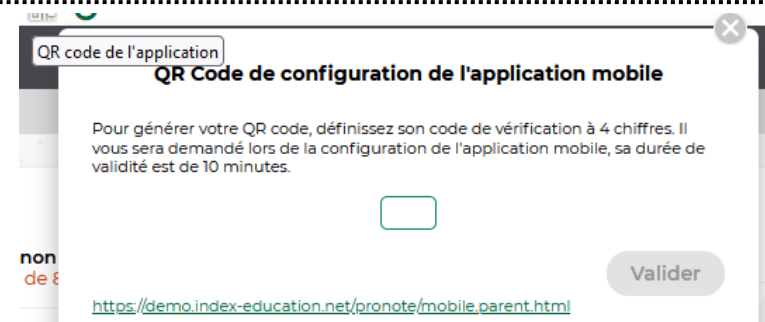 QR code de l'application
QR Code de configuration de l'application mobile
Pour générer votre QR code, définissez son code de vérification à 4 chiffres. Il
vous sera demandé lors de la configuration de l'application mobile, sa durée de
validité est de 10 minutes.
non
de 8
Valider
https://demo.index-education.net/pronote/mobile.parent.html